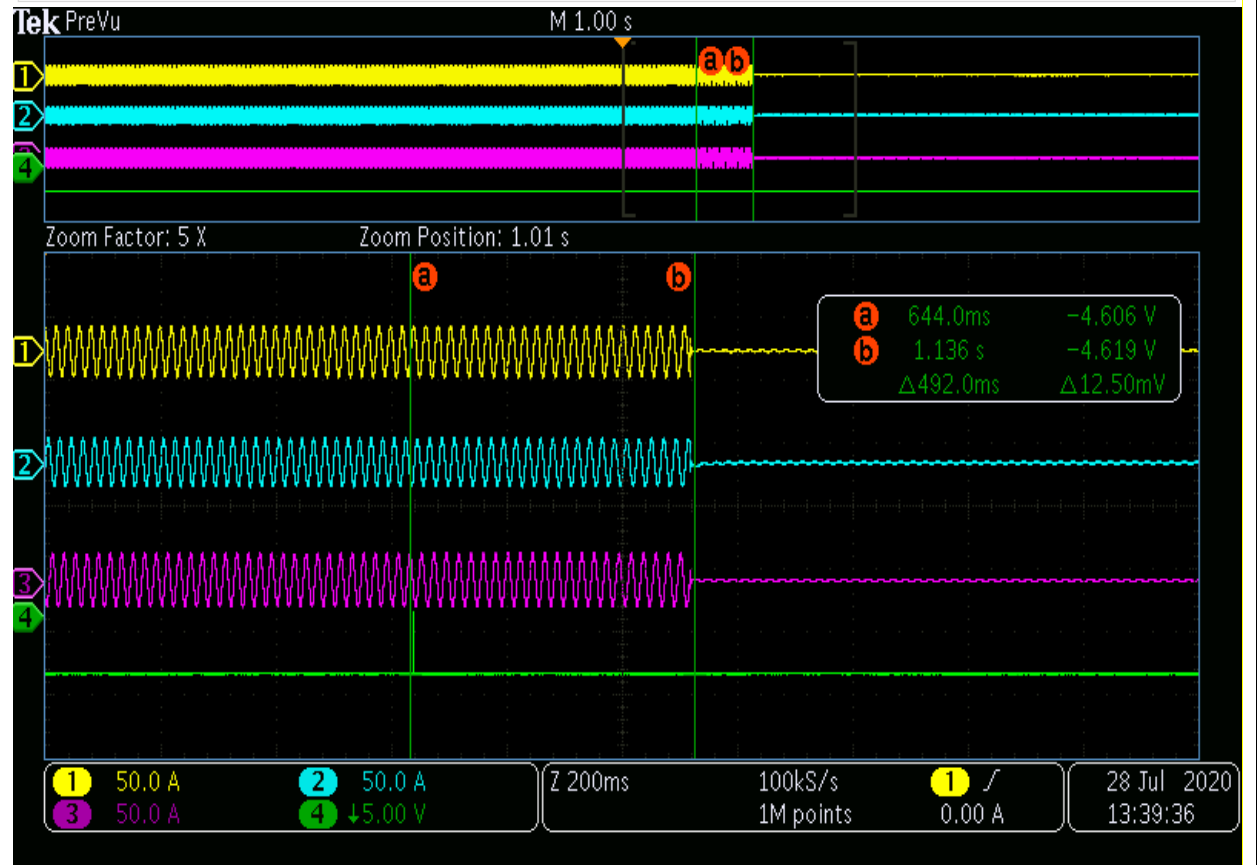 Tek PreVu M 1.00 s
a b
1
2
3
4
Zoom Factor: 5 X Zoom Position: 1.01 s
a b
a 644.0ms −4.606 V
b 1.136 s −4.619 V
△492.0ms △12.50mV
1
2
3
4
1 50.0 A 2 50.0 A Z 200ms 100kS/s 1 ∕ 28 Jul 2020
3 50.0 A 4 ↓5.00 V 1M points 0.00 A 13:39:36